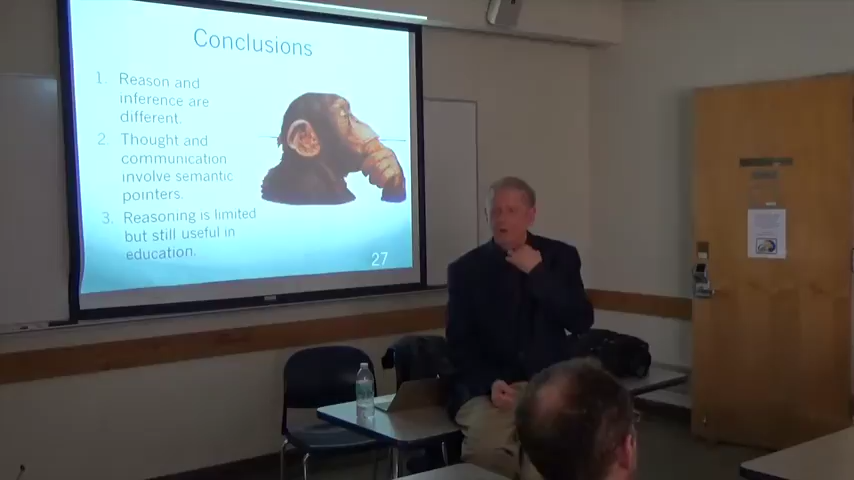 Conclusions
1. Reason and
inference are
different.
2. Thought and
communication
involve semantic
pointers.
3. Reasoning is limited
but still useful in
education.
27